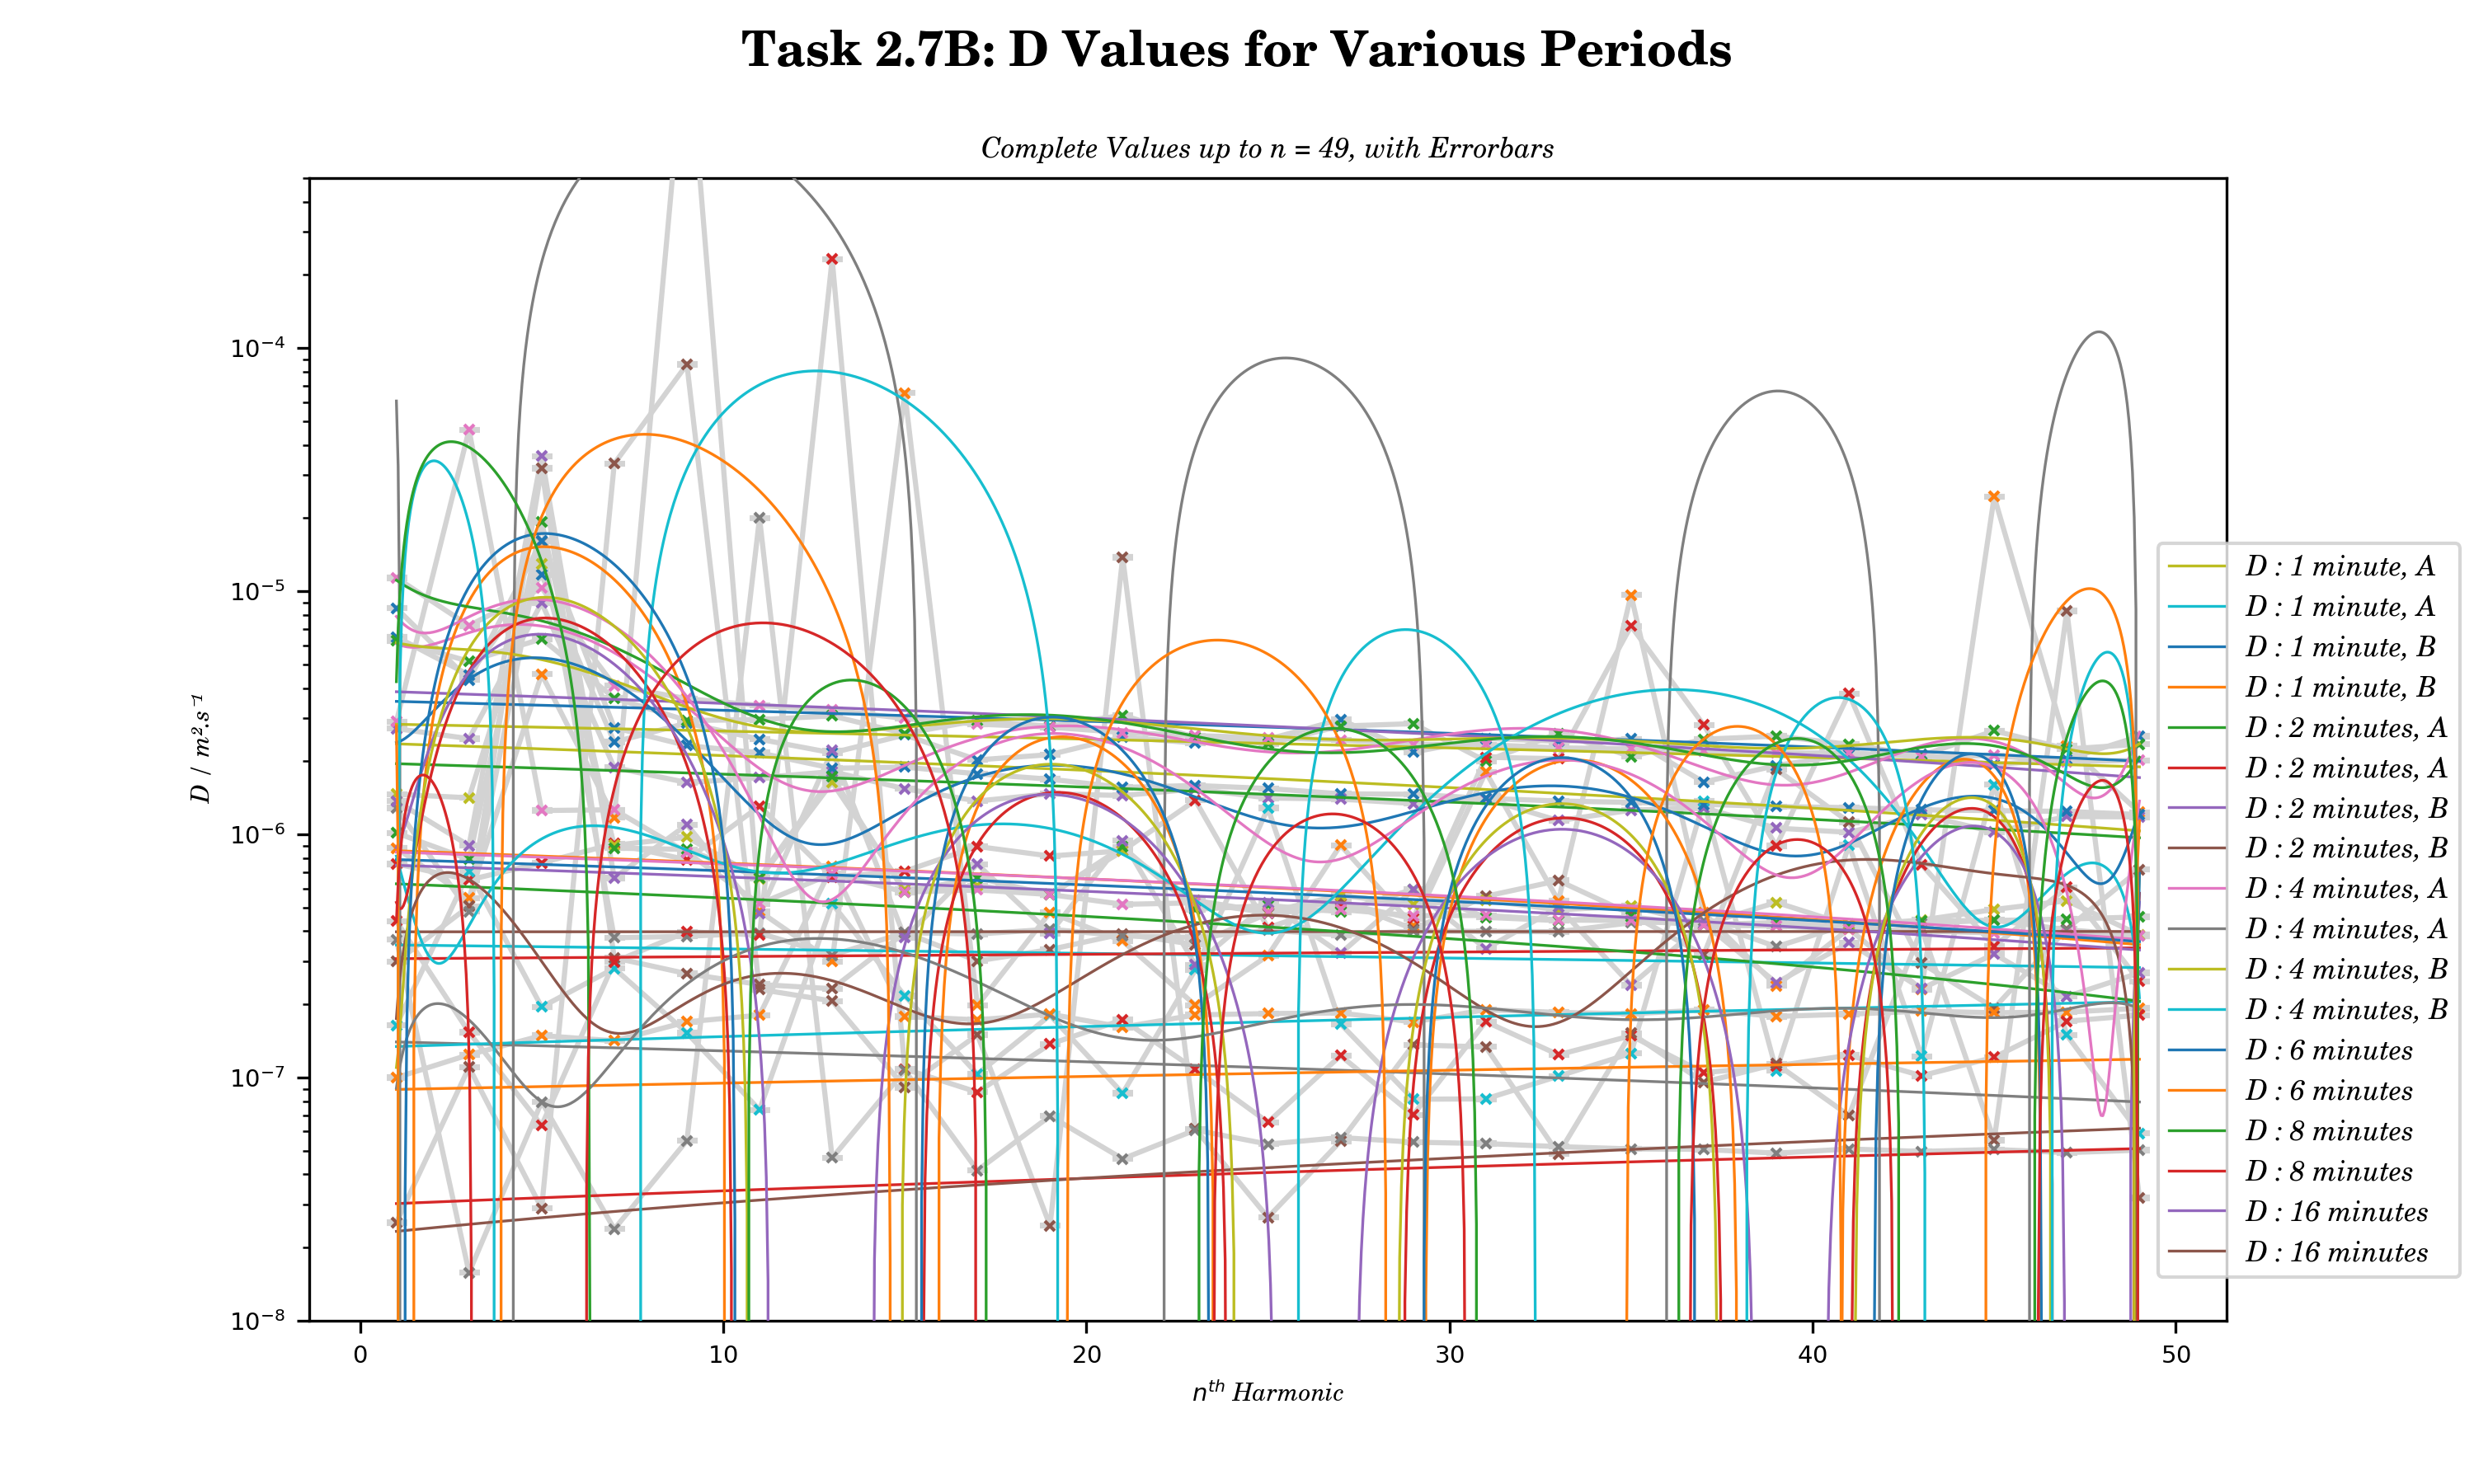 Task 2.7B: D Values for Various Periods
Complete Values up to n = 49, with Errorbars
D / m².s⁻¹
10⁻⁴
10⁻⁵
10⁻⁶
10⁻⁷
10⁻⁸
0 10 20 30 40 50
nᵗʰ Harmonic
D : 1 minute, A
D : 1 minute, A
D : 1 minute, B
D : 1 minute, B
D : 2 minutes, A
D : 2 minutes, A
D : 2 minutes, B
D : 2 minutes, B
D : 4 minutes, A
D : 4 minutes, A
D : 4 minutes, B
D : 4 minutes, B
D : 6 minutes
D : 6 minutes
D : 8 minutes
D : 8 minutes
D : 16 minutes
D : 16 minutes